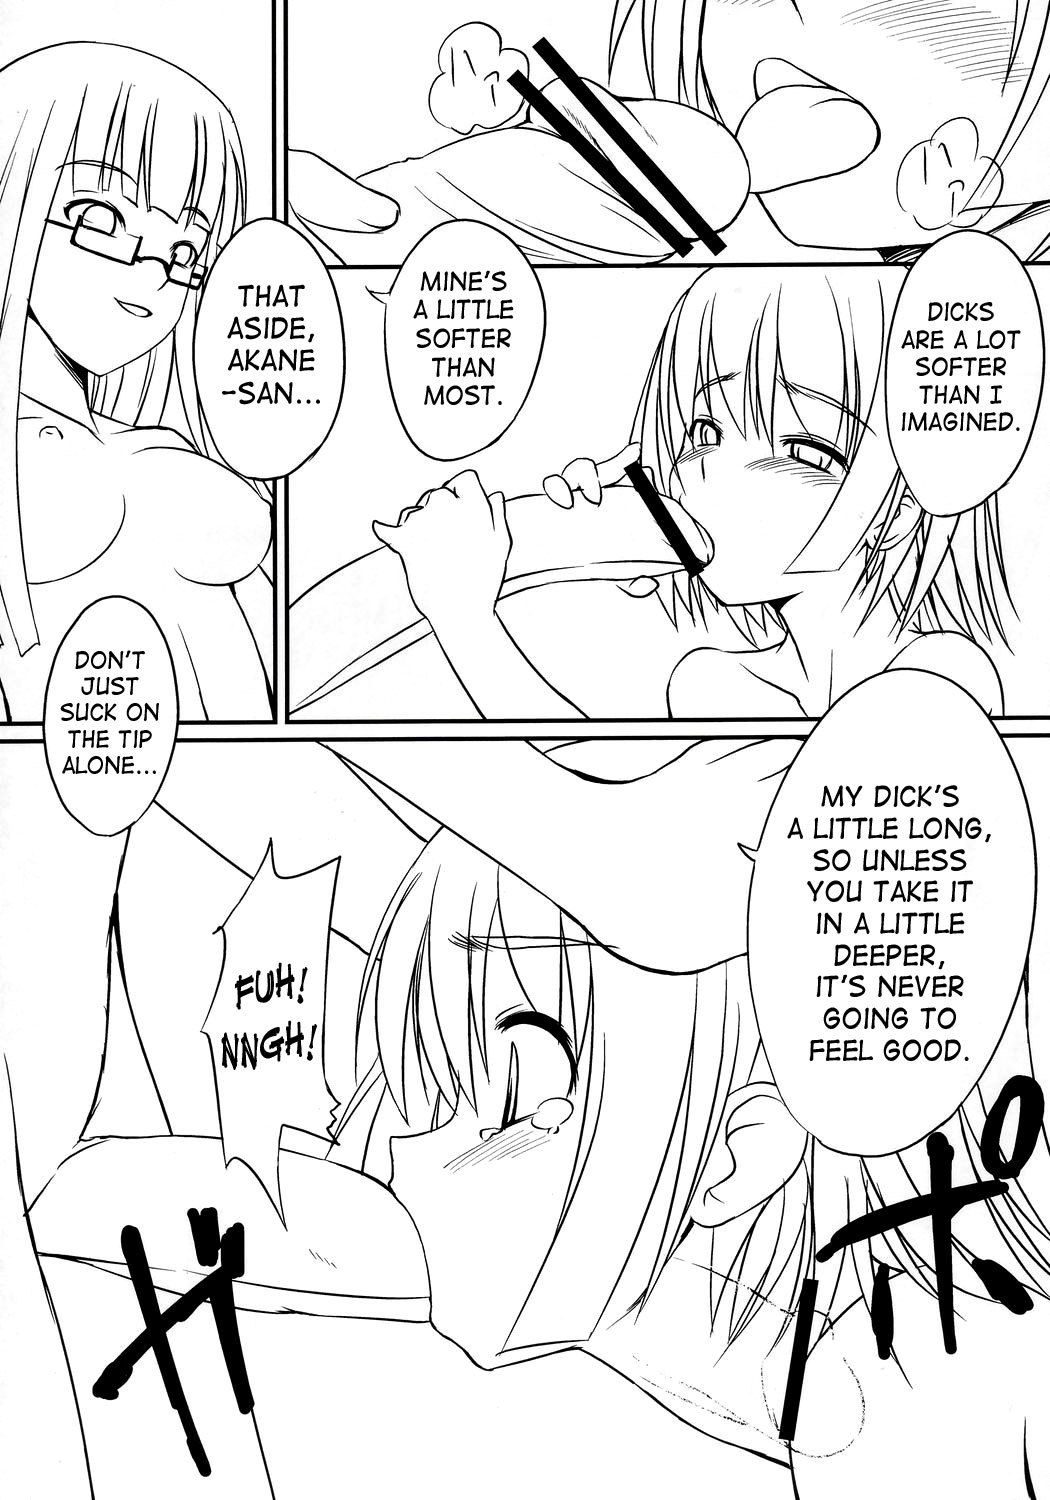 DICKS
ARE A LOT
SOFTER
THAN I
IMAGINED.
MINE'S
A LITTLE
SOFTER
THAN
MOST.
THAT
ASIDE,
AKANE
-SAN...
DON'T
JUST
SUCK ON
THE TIP
ALONE...
MY DICK'S
A LITTLE LONG,
SO UNLESS
YOU TAKE IT
IN A LITTLE
DEEPER,
IT'S NEVER
GOING TO
FEEL GOOD.
FUH!
NNGH!